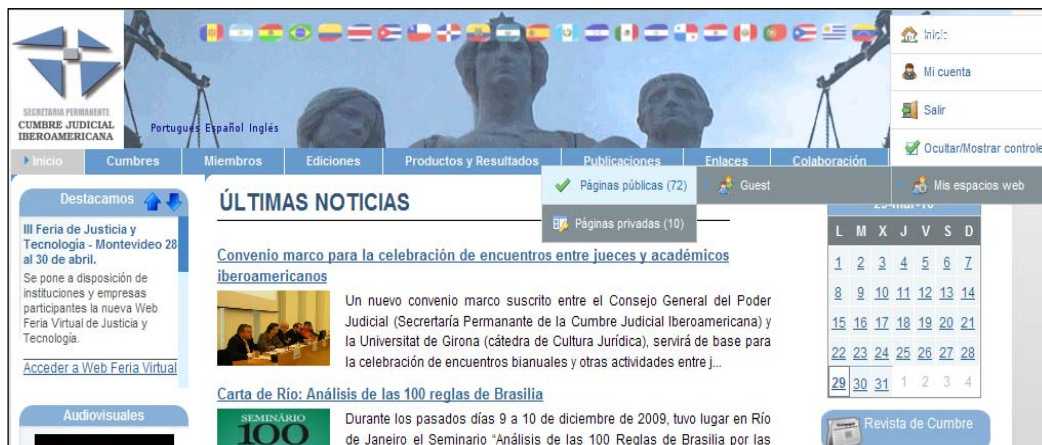 SECRETARIA PERMANENTE
CUMBRE JUDICIAL
IBEROAMERICANA
Portugués Español Inglés
Inicio
Mi cuenta
Salir
Ocultar/Mostrar controle
Inicio
Cumbres
Miembros
Ediciones
Productos y Resultados
Publicaciones
Enlaces
Colaboración
Páginas públicas (72)
Guest
Mis espacios web
Páginas privadas (10)
Destacamos
III Feria de Justicia y
Tecnología - Montevideo 28
al 30 de abril.
Se pone a disposición de
instituciones y empresas
participantes la nueva Web
Feria Virtual de Justicia y
Tecnología.
Acceder a Web Feria Virtual
Audiovisuales
ÚLTIMAS NOTICIAS
Convenio marco para la celebración de encuentros entre jueces y académicos
iberoamericanos
Un nuevo convenio marco suscrito entre el Consejo General del Poder
Judicial (Secrertaría Permanante de la Cumbre Judicial Iberoamericana) y
la Universitat de Girona (cátedra de Cultura Jurídica), servirá de base para
la celebración de encuentros bianuales y otras actividades entre j...
Carta de Río: Análisis de las 100 reglas de Brasilia
SEMINÁRIO
100
Durante los pasados días 9 a 10 de diciembre de 2009, tuvo lugar en Río
de Janeiro el Seminario "Análisis de las 100 Reglas de Brasilia por las
L M X J V S D
1 2 3 4 5 6 7
8 9 10 11 12 13 14
15 16 17 18 19 20 21
22 23 24 25 26 27 28
29 30 31 1 2 3 4
Revista de Cumbre